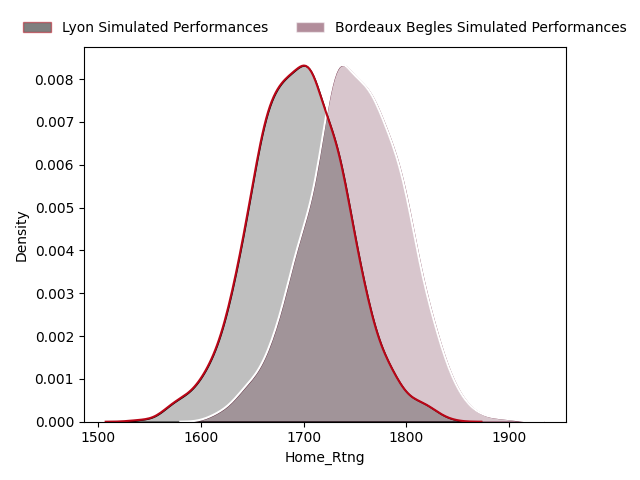 Lyon Simulated Performances Bordeaux Begles Simulated Performances
0.008
0.007
0.006
0.005
0.004
0.003
0.002
0.001
0.000
Density
1500 1600 1700 1800 1900
Home_Rtng